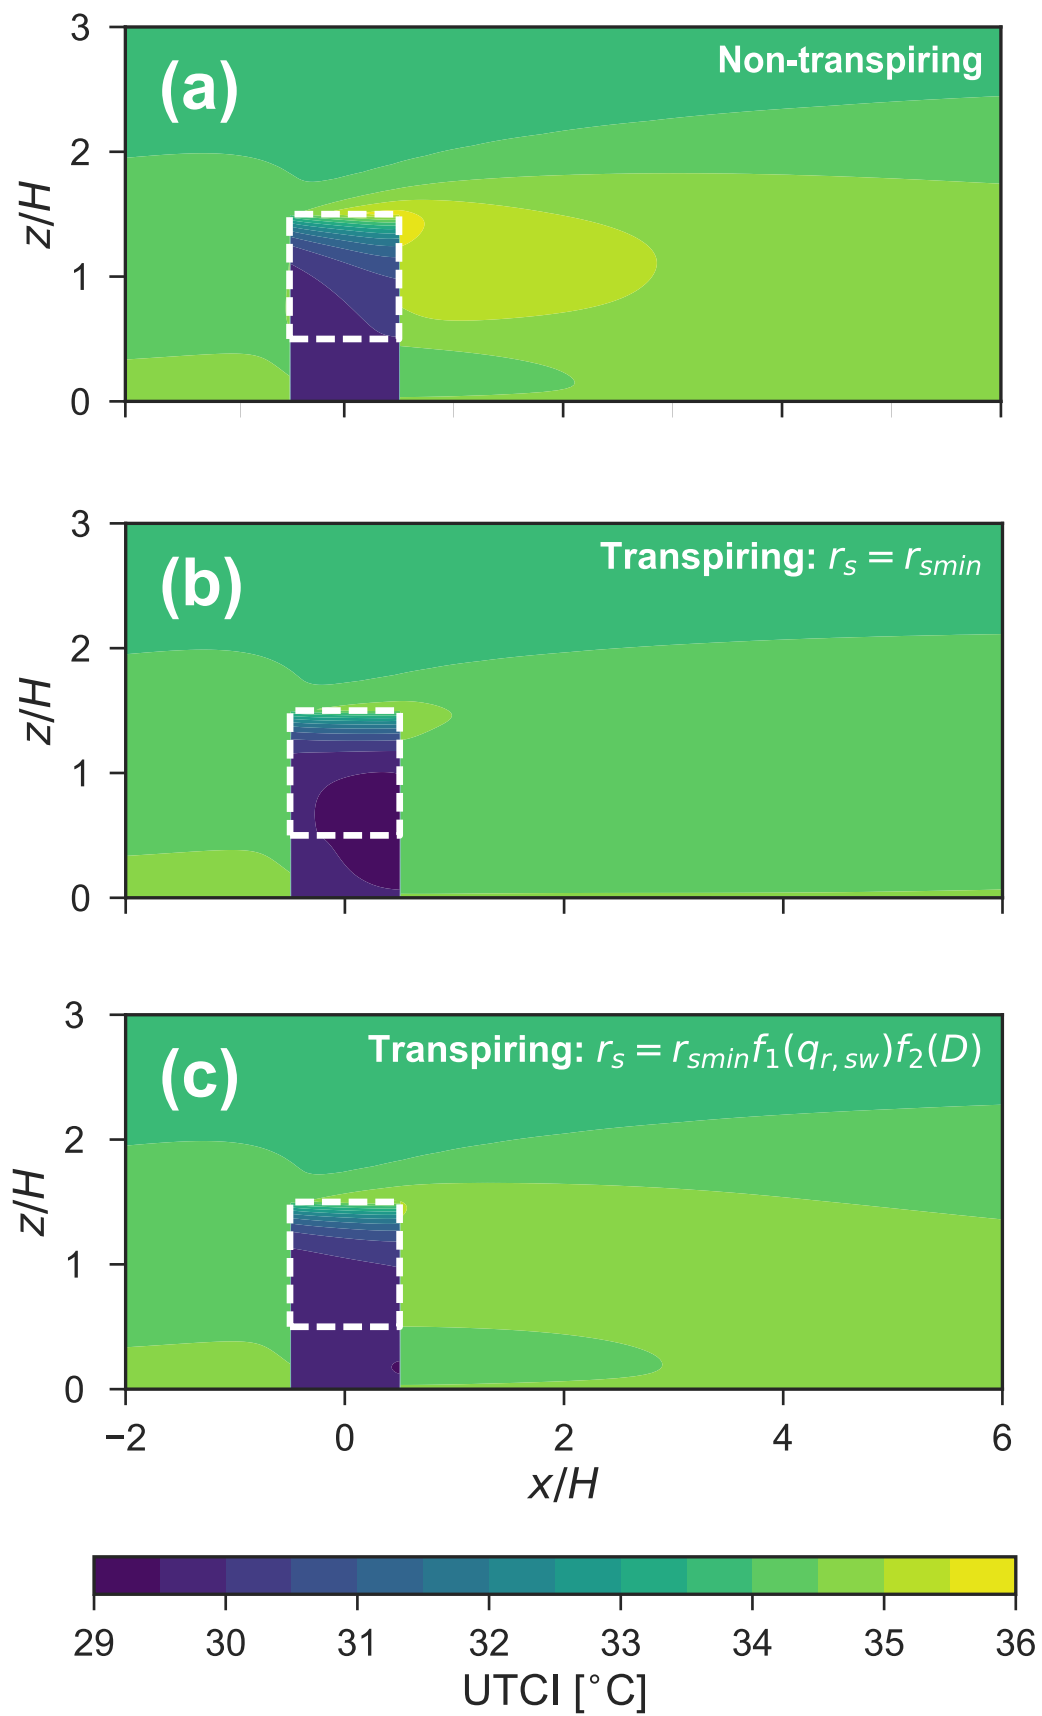 3
(a)
Non-transpiring
2
z/H
1
0
3
(b)
Transpiring: r_s = r_smin
2
z/H
1
0
3
(c)
Transpiring: r_s = r_smin f_1(q_r, sw) f_2(D)
2
z/H
1
0
−2 0 2 4 6
x/H
29 30 31 32 33 34 35 36
UTCI [°C]